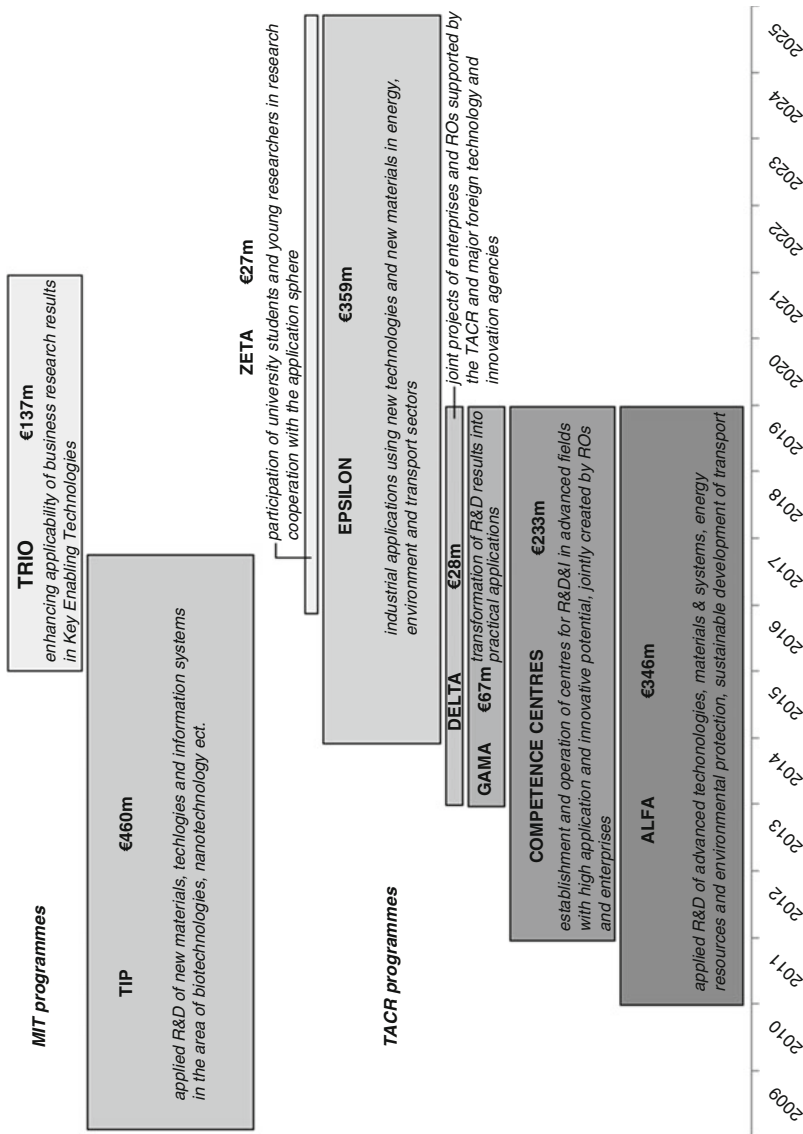 MIT programmes
TRIO €137m
enhancing applicability of business research results
in Key Enabling Technologies
TIP €460m
applied R&D of new materials, techlogies and information systems
in the area of biotechnologies, nanotechnology ect.
TACR programmes
ZETA €27m
participation of university students and young researchers in research
cooperation with the application sphere
EPSILON €359m
industrial applications using new technologies and new materials in energy,
environment and transport sectors
DELTA €28m
joint projects of enterprises and ROs supported by
the TACR and major foreign technology and
innovation agencies
GAMA €67m
transformation of R&D results into
practical applications
COMPETENCE CENTRES €233m
establishment and operation of centres for R&D&I in advanced fields
with high application and innovative potential, jointly created by ROs
and enterprises
ALFA €346m
applied R&D of advanced techonologies, materials & systems, energy
resources and environmental protection, sustainable development of transport
2009
2010
2011
2012
2013
2014
2015
2016
2017
2018
2019
2020
2021
2022
2023
2024
2025